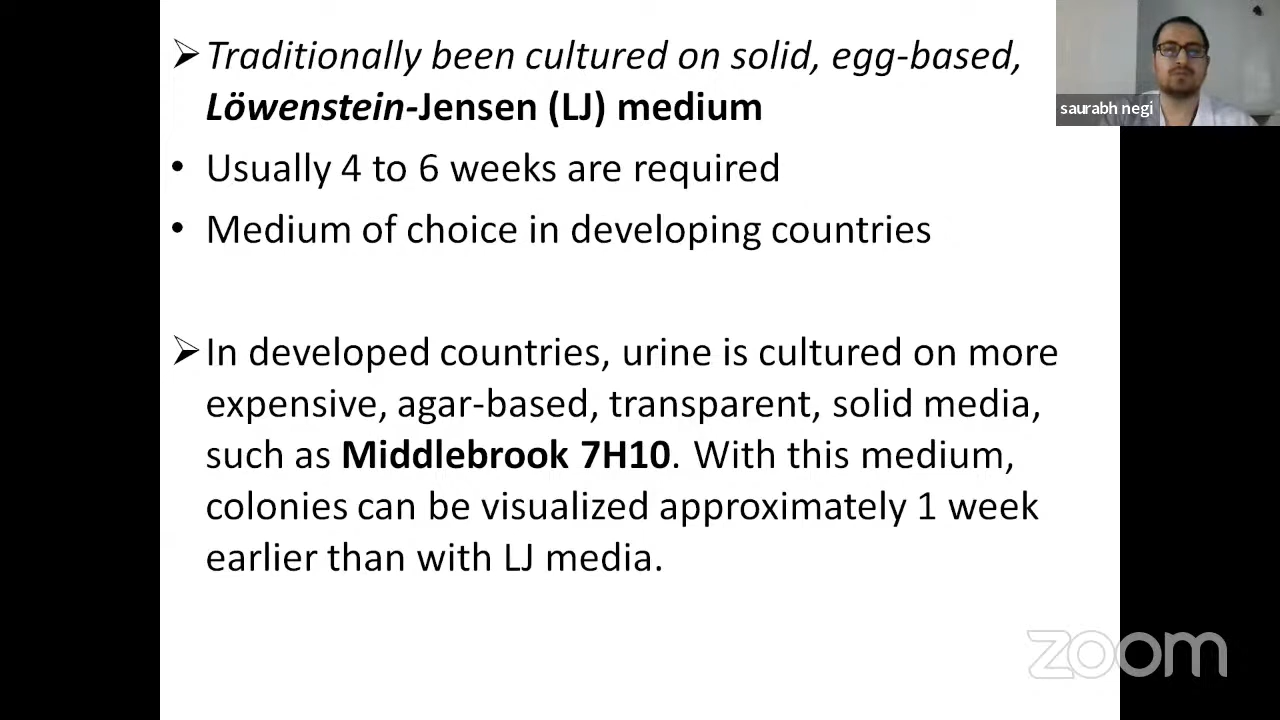 ➢Traditionally been cultured on solid, egg-based,
Löwenstein-Jensen (LJ) medium
• Usually 4 to 6 weeks are required
• Medium of choice in developing countries
➢In developed countries, urine is cultured on more
expensive, agar-based, transparent, solid media,
such as Middlebrook 7H10. With this medium,
colonies can be visualized approximately 1 week
earlier than with LJ media.
saurabh negi
zoom